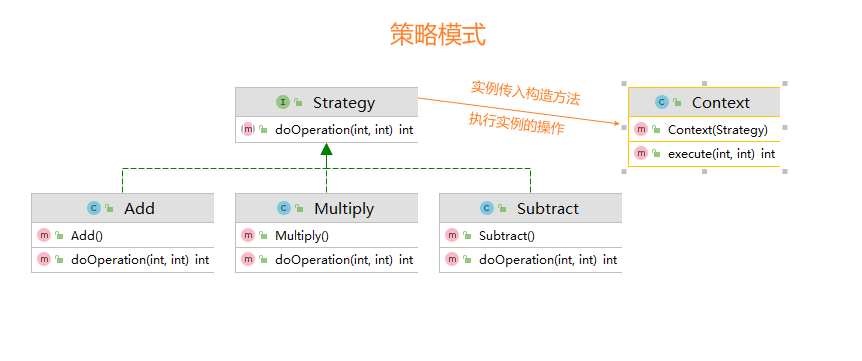 策略模式
I Strategy
m doOperation(int, int) int
实例传入构造方法
执行实例的操作
C Context
m Context(Strategy)
m execute(int, int) int
C Add
m Add()
m doOperation(int, int) int
C Multiply
m Multiply()
m doOperation(int, int) int
C Subtract
m Subtract()
m doOperation(int, int) int